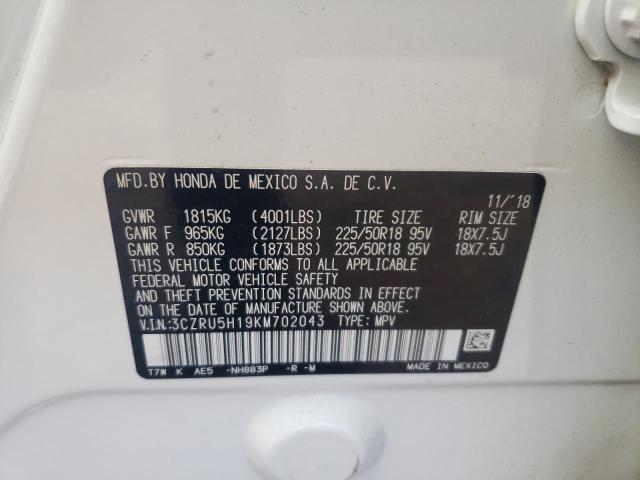 MFD.BY HONDA DE MEXICO S.A. DE C.V.
11/'18
GVWR 1815KG (4001LBS) TIRE SIZE RIM SIZE
GAWR F 965KG (2127LBS) 225/50R18 95V 18X7.5J
GAWR R 850KG (1873LBS) 225/50R18 95V 18X7.5J
THIS VEHICLE CONFORMS TO ALL APPLICABLE
FEDERAL MOTOR VEHICLE SAFETY
AND THEFT PREVENTION STANDARDS IN EFFECT
ON THE DATE OF MANUFACTURE SHOWN ABOVE.
V.I.N:3CZRU5H19KM702043 TYPE: MPV
T7W K AE5 -NH883P -R -M
MADE IN MEXICO